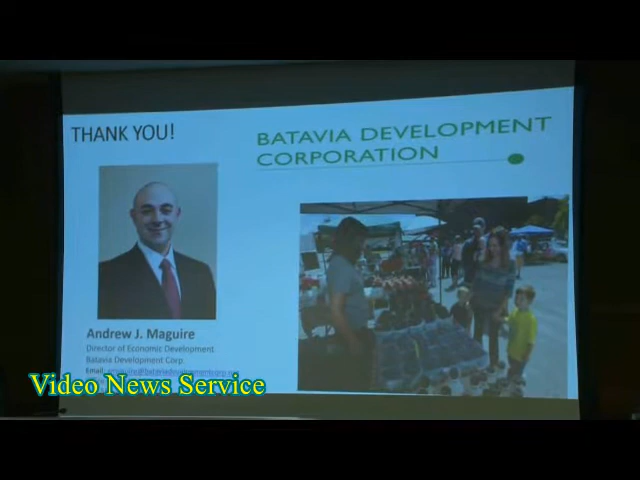 THANK YOU!
BATAVIA DEVELOPMENT
CORPORATION
Andrew J. Maguire
Director of Economic Development
Batavia Development Corp.
Email:
Video News Service